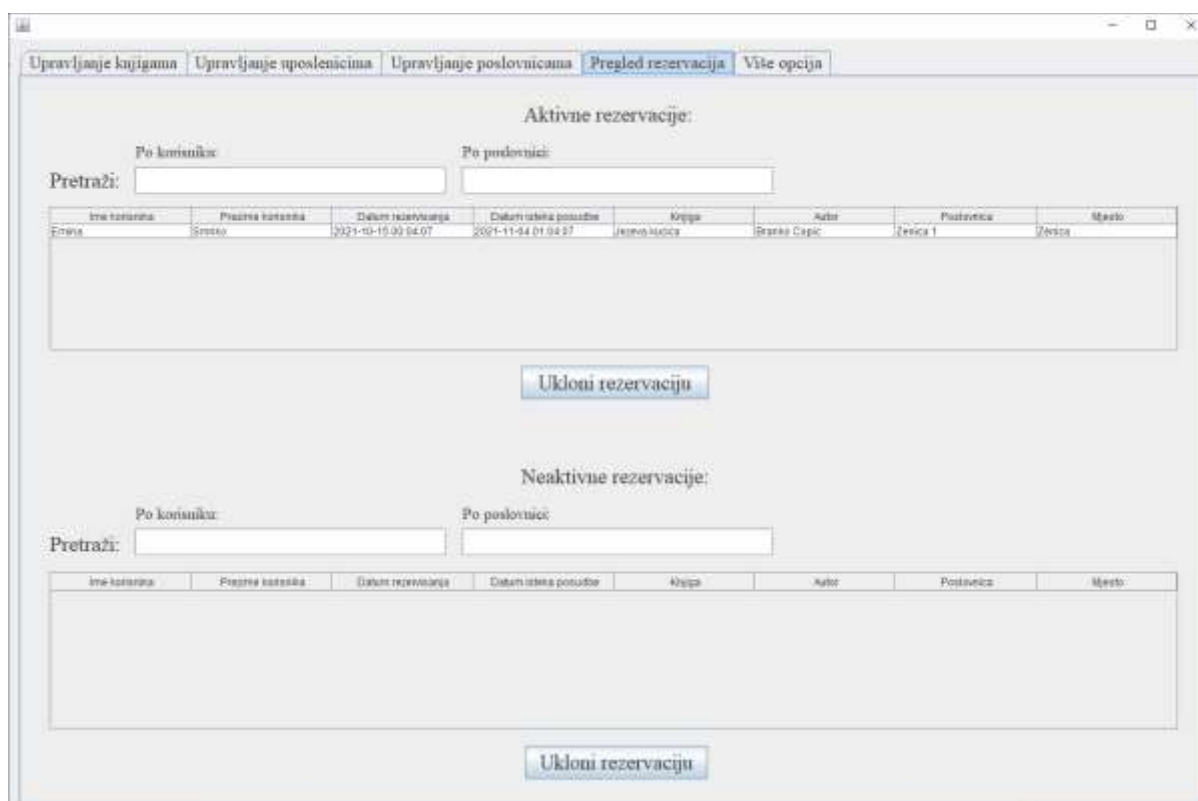 Upravljanje knjigama Upravljanje uposlenicima Upravljanje poslovnicama Pregled rezervacija Više opcija
Aktivne rezervacije:
Po korisniku: Po poslovnici:
Pretraži:
Ime korisnika Prezime korisnika Datum rezervisanja Datum isteka posudbe Knjiga Autor Poslovnica Mjesto
Emina 2021-10-15 00:04:07 2021-11-04 01:04:07 Jezeva kucica Branko Copic Zenica 1 Zenica
Ukloni rezervaciju
Neaktivne rezervacije:
Po korisniku: Po poslovnici:
Pretraži:
Ime korisnika Prezime korisnika Datum rezervisanja Datum isteka posudbe Knjiga Autor Poslovnica Mjesto
Ukloni rezervaciju